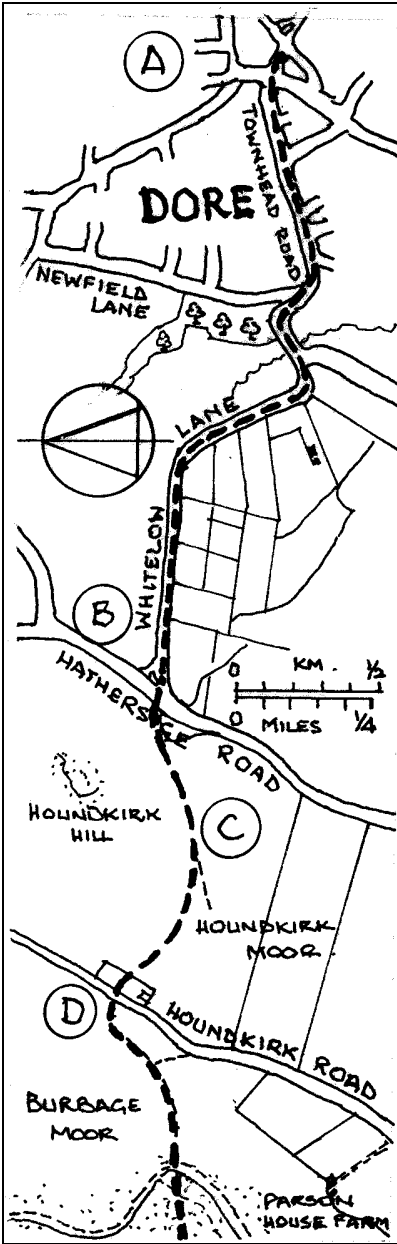 A
DORE
TOWNHEAD ROAD
NEWFIELD
LANE
WHITELOW LANE
B
HATHERSAGE ROAD
0 KM. 1/2
0 MILES 1/4
HOUNDKIRK
HILL
C
HOUNDKIRK
MOOR
D
HOUNDKIRK ROAD
BURBAGE
MOOR
PARSON
HOUSE FARM